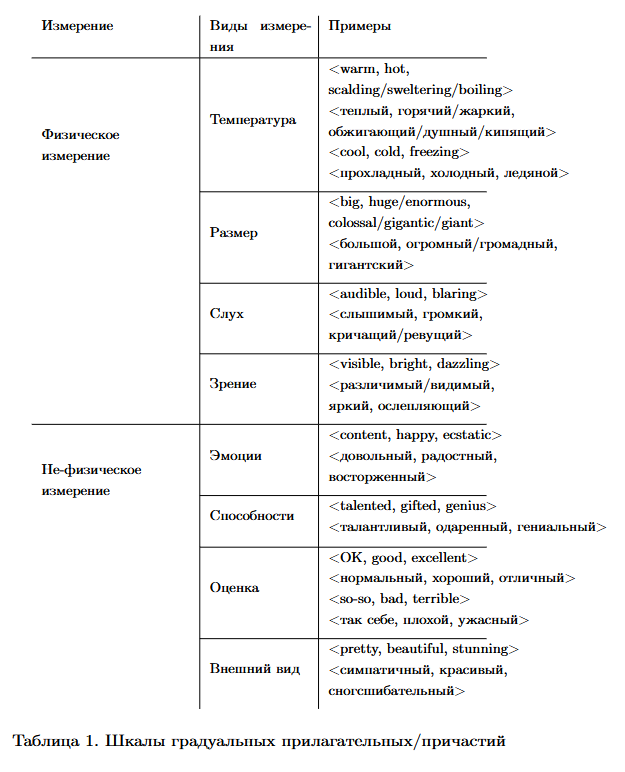 Измерение
Виды измере-
ния
Примеры
Физическое
измерение
Температура
<warm, hot,
scalding/sweltering/boiling>
<теплый, горячий/жаркий,
обжигающий/душный/кипящий>
<cool, cold, freezing>
<прохладный, холодный, ледяной>
Размер
<big, huge/enormous,
colossal/gigantic/giant>
<большой, огромный/громадный,
гигантский>
Слух
<audible, loud, blaring>
<слышимый, громкий,
кричащий/ревущий>
Зрение
<visible, bright, dazzling>
<различимый/видимый,
яркий, ослепляющий>
Не-физическое
измерение
Эмоции
<content, happy, ecstatic>
<довольный, радостный,
восторженный>
Способности
<talented, gifted, genius>
<талантливый, одаренный, гениальный>
Оценка
<OK, good, excellent>
<нормальный, хороший, отличный>
<so-so, bad, terrible>
<так себе, плохой, ужасный>
Внешний вид
<pretty, beautiful, stunning>
<симпатичный, красивый,
сногсшибательный>
Таблица 1. Шкалы градуальных прилагательных/причастий